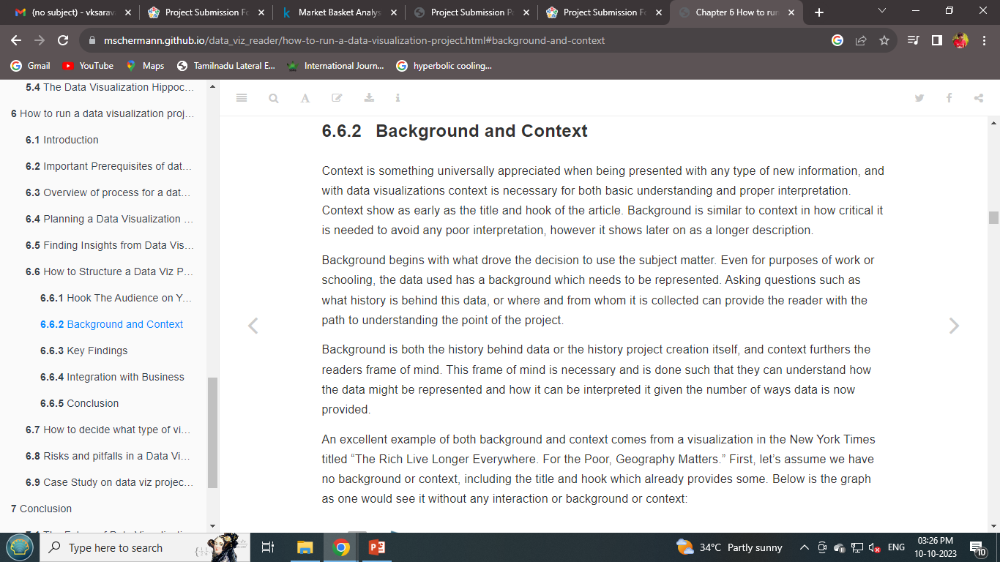 (no subject) - vksarav
Project Submission Fo
Market Basket Analys
Project Submission Pa
Project Submission Fo
Chapter 6 How to run
mschermann.github.io/data_viz_reader/how-to-run-a-data-visualization-project.html#background-and-context
Gmail
YouTube
Maps
Tamilnadu Lateral E...
International Journ...
hyperbolic cooling...
5.4 The Data Visualization Hippoc...
6 How to run a data visualization proj...
6.1 Introduction
6.2 Important Prerequisites of dat...
6.3 Overview of process for a dat...
6.4 Planning a Data Visualization ...
6.5 Finding Insights from Data Vis...
6.6 How to Structure a Data Viz P...
6.6.1 Hook The Audience on Y...
6.6.2 Background and Context
6.6.3 Key Findings
6.6.4 Integration with Business
6.6.5 Conclusion
6.7 How to decide what type of vi...
6.8 Risks and pitfalls in a Data Vi...
6.9 Case Study on data viz projec...
7 Conclusion
6.6.2 Background and Context
Context is something universally appreciated when being presented with any type of new information, and
with data visualizations context is necessary for both basic understanding and proper interpretation.
Context show as early as the title and hook of the article. Background is similar to context in how critical it
is needed to avoid any poor interpretation, however it shows later on as a longer description.
Background begins with what drove the decision to use the subject matter. Even for purposes of work or
schooling, the data used has a background which needs to be represented. Asking questions such as
what history is behind this data, or where and from whom it is collected can provide the reader with the
path to understanding the point of the project.
Background is both the history behind data or the history project creation itself, and context furthers the
readers frame of mind. This frame of mind is necessary and is done such that they can understand how
the data might be represented and how it can be interpreted it given the number of ways data is now
provided.
An excellent example of both background and context comes from a visualization in the New York Times
titled “The Rich Live Longer Everywhere. For the Poor, Geography Matters.” First, let’s assume we have
no background or context, including the title and hook which already provides some. Below is the graph
as one would see it without any interaction or background or context:
Type here to search
34°C Partly sunny
ENG
03:26 PM
10-10-2023
10